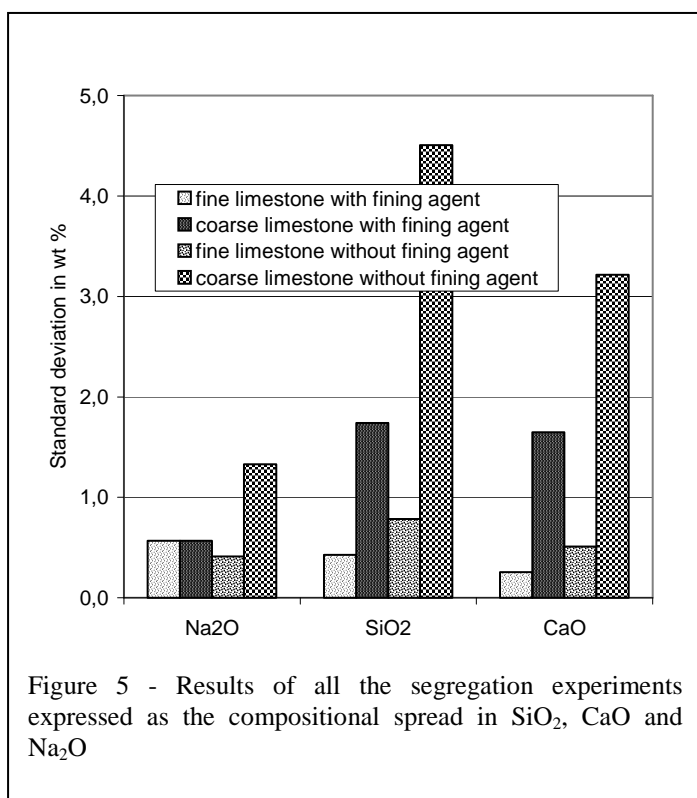 5,0
4,0
3,0
2,0
1,0
0,0
Standard deviation in wt %
fine limestone with fining agent
coarse limestone with fining agent
fine limestone without fining agent
coarse limestone without fining agent
Na2O SiO2 CaO
Figure 5 - Results of all the segregation experiments
expressed as the compositional spread in SiO₂, CaO and
Na₂O